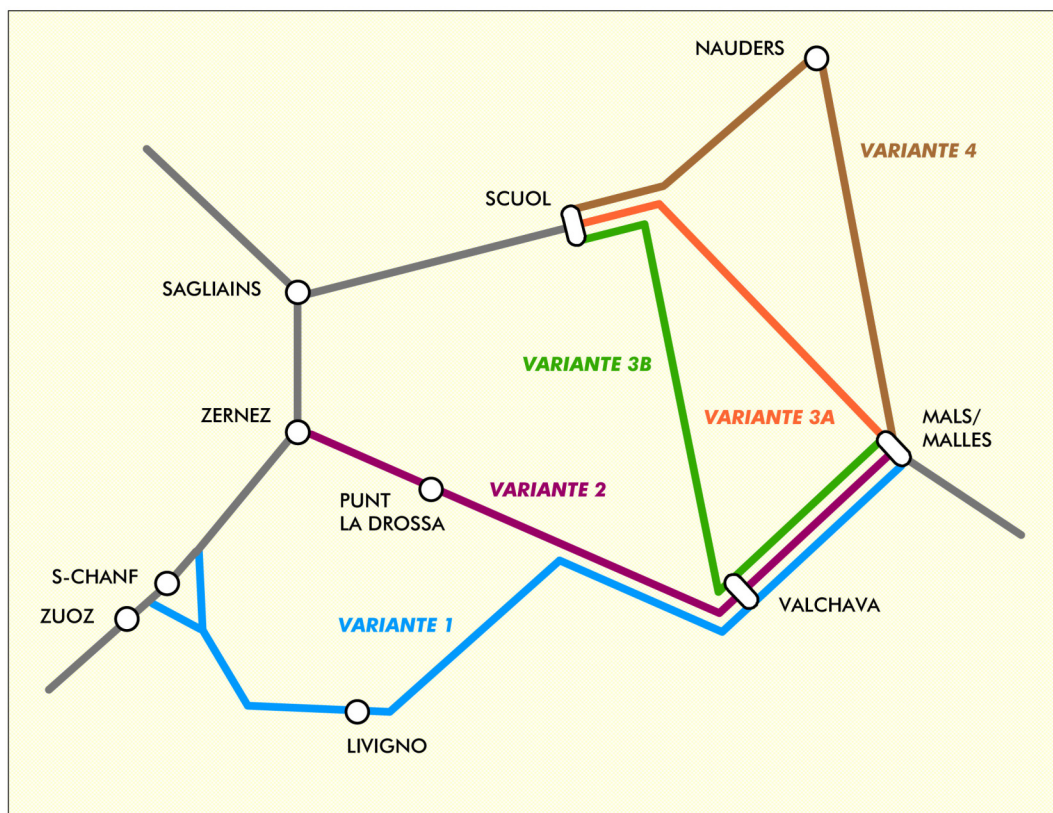 NAUDERS
VARIANTE 4
SCUOL
SAGLIAINS
VARIANTE 3B
ZERNEZ
VARIANTE 3A
MALS/
MALLES
PUNT
LA DROSSA
VARIANTE 2
S-CHANF
ZUOZ
VARIANTE 1
VALCHAVA
LIVIGNO